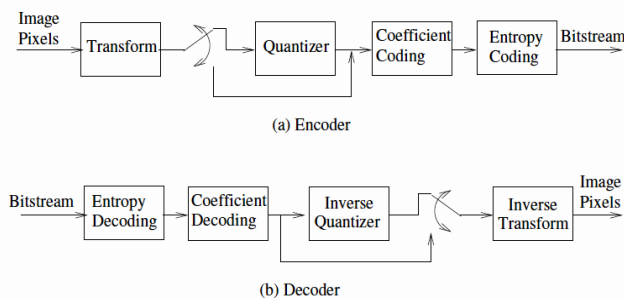 Image
Pixels
Transform
Quantizer
Coefficient
Coding
Entropy
Coding
Bitstream
(a) Encoder
Bitstream
Entropy
Decoding
Coefficient
Decoding
Inverse
Quantizer
Inverse
Transform
Image
Pixels
(b) Decoder